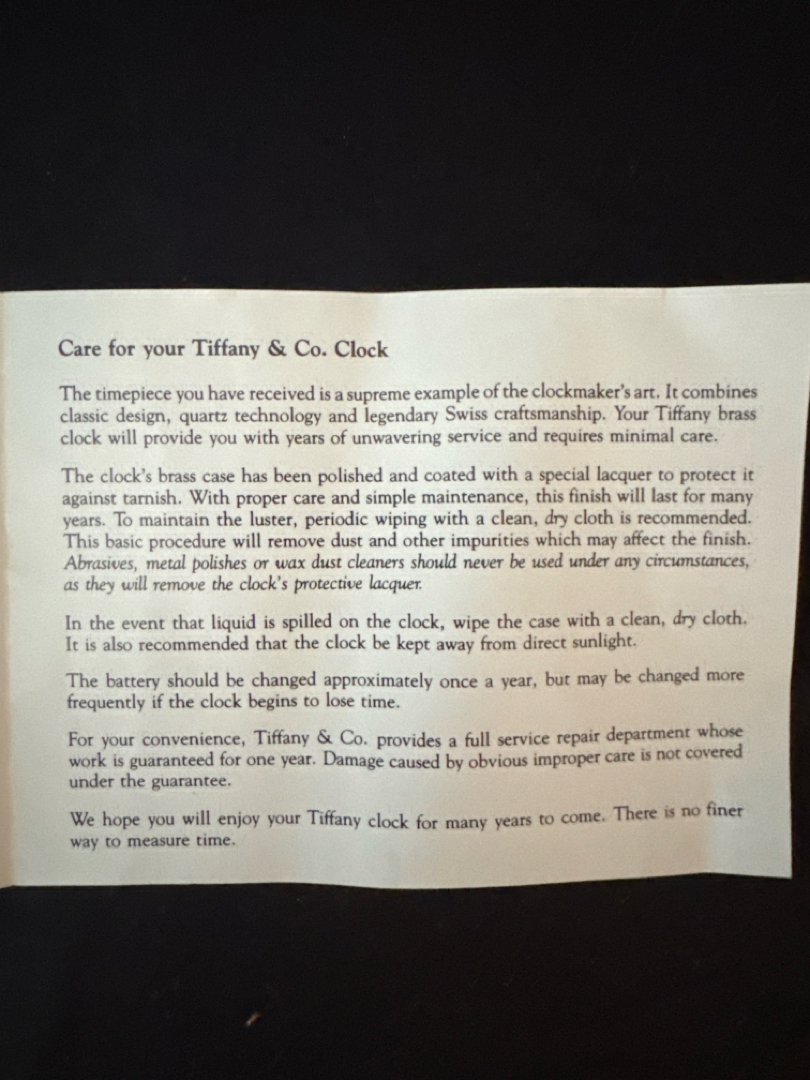 Care for your Tiffany & Co. Clock
The timepiece you have received is a supreme example of the clockmaker's art. It combines
classic design, quartz technology and legendary Swiss craftsmanship. Your Tiffany brass
clock will provide you with years of unwavering service and requires minimal care.
The clock's brass case has been polished and coated with a special lacquer to protect it
against tarnish. With proper care and simple maintenance, this finish will last for many
years. To maintain the luster, periodic wiping with a clean, dry cloth is recommended.
This basic procedure will remove dust and other impurities which may affect the finish.
Abrasives, metal polishes or wax dust cleaners should never be used under any circumstances,
as they will remove the clock's protective lacquer.
In the event that liquid is spilled on the clock, wipe the case with a clean, dry cloth.
It is also recommended that the clock be kept away from direct sunlight.
The battery should be changed approximately once a year, but may be changed more
frequently if the clock begins to lose time.
For your convenience, Tiffany & Co. provides a full service repair department whose
work is guaranteed for one year. Damage caused by obvious improper care is not covered
under the guarantee.
We hope you will enjoy your Tiffany clock for many years to come. There is no finer
way to measure time.